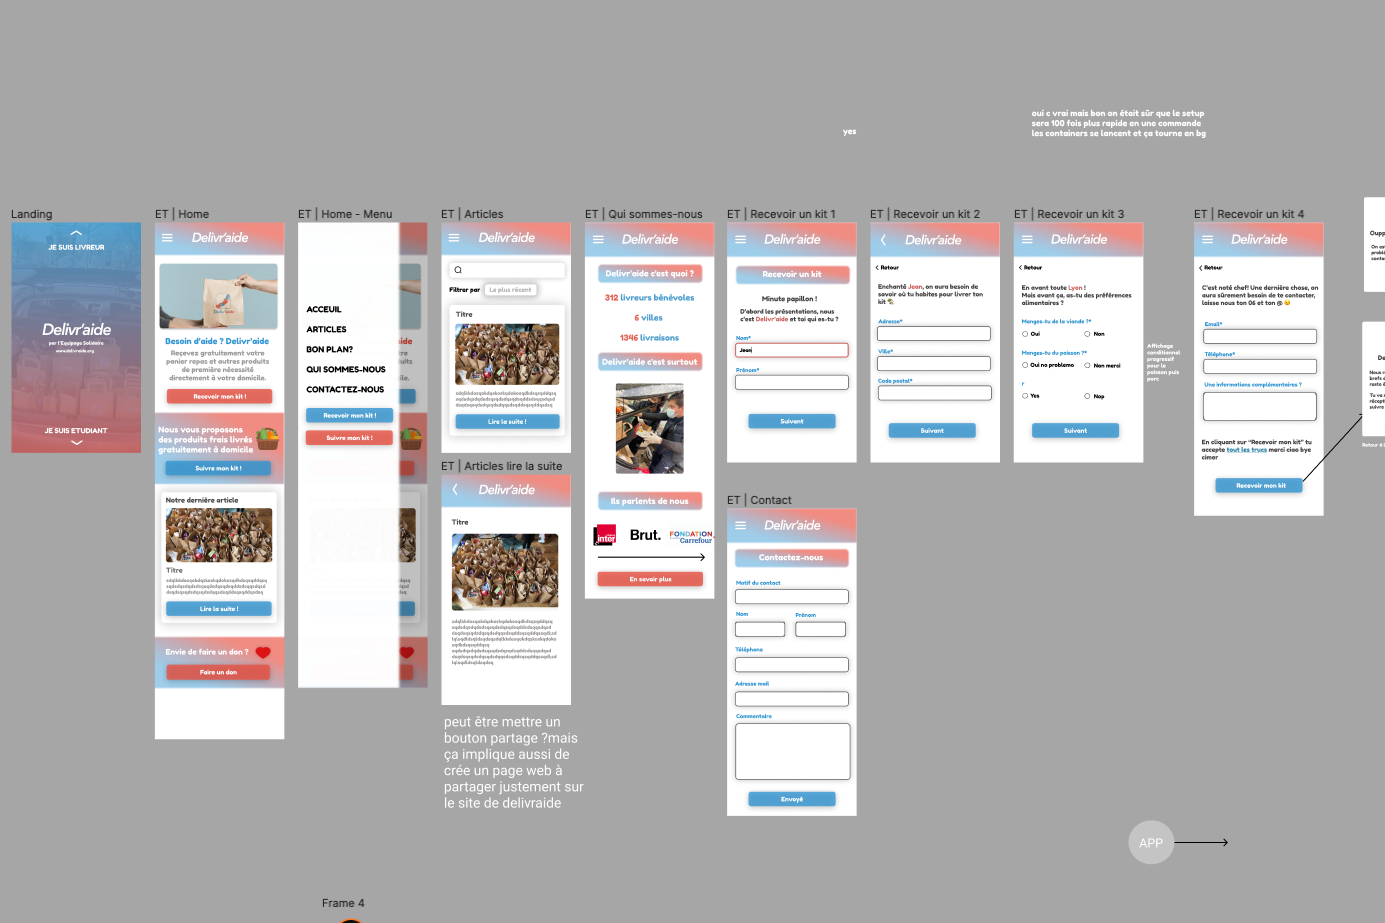 yes
oui c vrai mais bon on était sûr que le setup
sera 100 fois plus rapide en une commande
les containers se lancent et ça tourne en bg
Landing
JE SUIS LIVREUR
Delivr'aide
par l'Equipage Solidaire
www.delivraide.org
JE SUIS ETUDIANT
ET | Home
Delivr'aide
Besoin d'aide ? Delivr'aide
Recevez gratuitement votre
panier repas et autres produits
de première nécessité
directement à votre domicile.
Recevoir mon kit !
Nous vous proposons
des produits frais livrés
gratuitement à domicile
Suivre mon kit !
Notre dernière article
Titre
Lire la suite !
Envie de faire un don ?
Faire un don
ET | Home - Menu
ACCEUIL
ARTICLES
BON PLAN?
QUI SOMMES-NOUS
CONTACTEZ-NOUS
Recevoir mon kit !
Suivre mon kit !
ET | Articles
Delivr'aide
Filtrer par
Le plus récent
Titre
Lire la suite !
ET | Articles lire la suite
Delivr'aide
Titre
peut être mettre un
bouton partage ?mais
ça implique aussi de
crée un page web à
partager justement sur
le site de delivraide
ET | Qui sommes-nous
Delivr'aide
Delivr'aide c'est quoi ?
312 livreurs bénévoles
6 villes
1346 livraisons
Delivr'aide c'est surtout
Ils parlents de nous
inter
Brut.
FONDATION
Carrefour
En savoir plus
ET | Recevoir un kit 1
Delivr'aide
Recevoir un kit
Minute papillon !
D'abord les présentations, nous
c'est Delivr'aide et toi qui es-tu ?
Nom*
Jean
Prénom*
Suivant
ET | Contact
Delivr'aide
Contactez-nous
Motif du contact
Nom
Prénom
Téléphone
Adresse mail
Commentaire
Envoyé
ET | Recevoir un kit 2
Delivr'aide
Retour
Enchanté Jean, on aura besoin de
savoir où tu habites pour livrer ton
kit
Adresse*
Ville*
Code postal*
Suivant
ET | Recevoir un kit 3
Delivr'aide
Retour
En avant toute Lyon !
Mais avant ça, as-tu des préférences
alimentaires ?
Manges-tu de la viande ?*
Oui
Non
Manges-tu du poisson ?*
Oui no problemo
Non merci
r
Yes
Nop
Suivant
Affichage
conditionnel
progressif
pour le
poisson puis
porc
ET | Recevoir un kit 4
Delivr'aide
Retour
C'est noté chef! Une dernière chose, on
aura sûrement besoin de te contacter,
laisse nous ton 06 et ton @
Email*
Téléphone*
Une informations complémentaires ?
En cliquant sur "Recevoir mon kit" tu
accepte tout les trucs merci ciao bye
cimer
Recevoir mon kit
APP
Frame 4